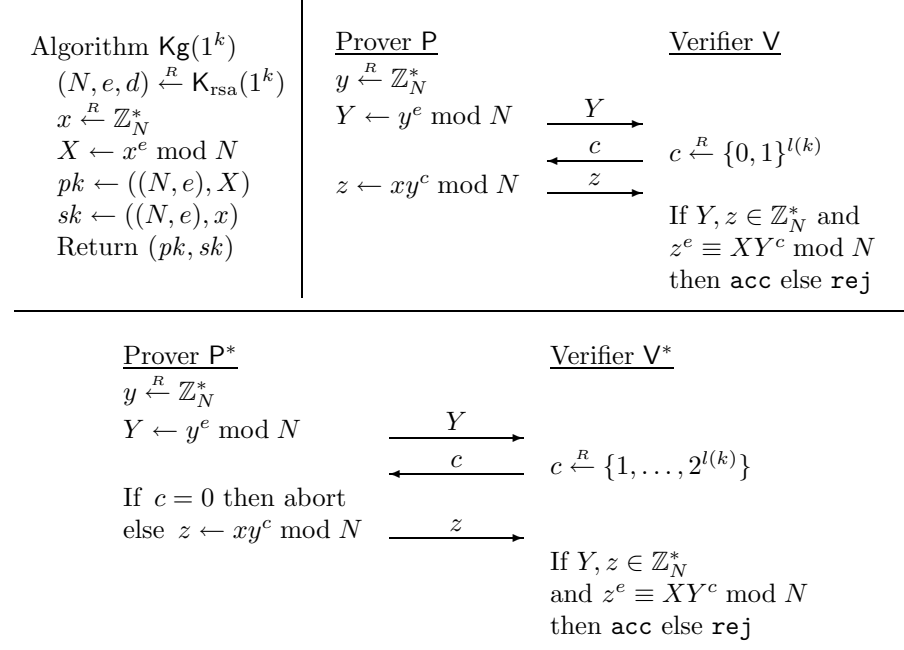 Algorithm Kg(1^k)
(N, e, d) ←^R K_rsa(1^k)
x ←^R ℤ*_N
X ← x^e mod N
pk ← ((N, e), X)
sk ← ((N, e), x)
Return (pk, sk)
Prover P
y ←^R ℤ*_N
Y ← y^e mod N
z ← xy^c mod N
Y
c
z
Verifier V
c ←^R {0, 1}^{l(k)}
If Y, z ∈ ℤ*_N and
z^e ≡ XY^c mod N
then acc else rej
Prover P*
y ←^R ℤ*_N
Y ← y^e mod N
If c = 0 then abort
else z ← xy^c mod N
Y
c
z
Verifier V*
c ←^R {1, . . . , 2^{l(k)}}
If Y, z ∈ ℤ*_N
and z^e ≡ XY^c mod N
then acc else rej